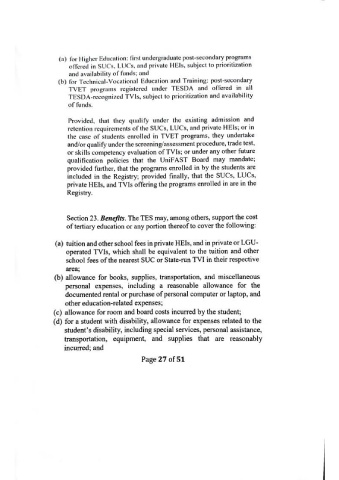 (a) for Higher Education: first undergraduate post-secondary programs
offered in SUCs, LUCs, and private HEIs, subject to prioritization
and availability of funds; and
(b) for Technical-Vocational Education and Training: post-secondary
TVET programs registered under TESDA and offered in all
TESDA-recognized TVIs, subject to prioritization and availability
of funds.
Provided, that they qualify under the existing admission and
retention requirements of the SUCs, LUCs, and private HEIs; or in
the case of students enrolled in TVET programs, they undertake
and/or qualify under the screening/assessment procedure, trade test,
or skills competency evaluation of TVIs; or under any other future
qualification policies that the UniFAST Board may mandate;
provided further, that the programs enrolled in by the students are
included in the Registry; provided finally, that the SUCs, LUCs,
private HEIs, and TVIs offering the programs enrolled in are in the
Registry.
Section 23. Benefits. The TES may, among others, support the cost
of tertiary education or any portion thereof to cover the following:
(a) tuition and other school fees in private HEIs, and in private or LGU-
operated TVIs, which shall be equivalent to the tuition and other
school fees of the nearest SUC or State-run TVI in their respective
area;
(b) allowance for books, supplies, transportation, and miscellaneous
personal expenses, including a reasonable allowance for the
documented rental or purchase of personal computer or laptop, and
other education-related expenses;
(c) allowance for room and board costs incurred by the student;
(d) for a student with disability, allowance for expenses related to the
student's disability, including special services, personal assistance,
transportation, equipment, and supplies that are reasonably
incurred; and
Page 27 of 51